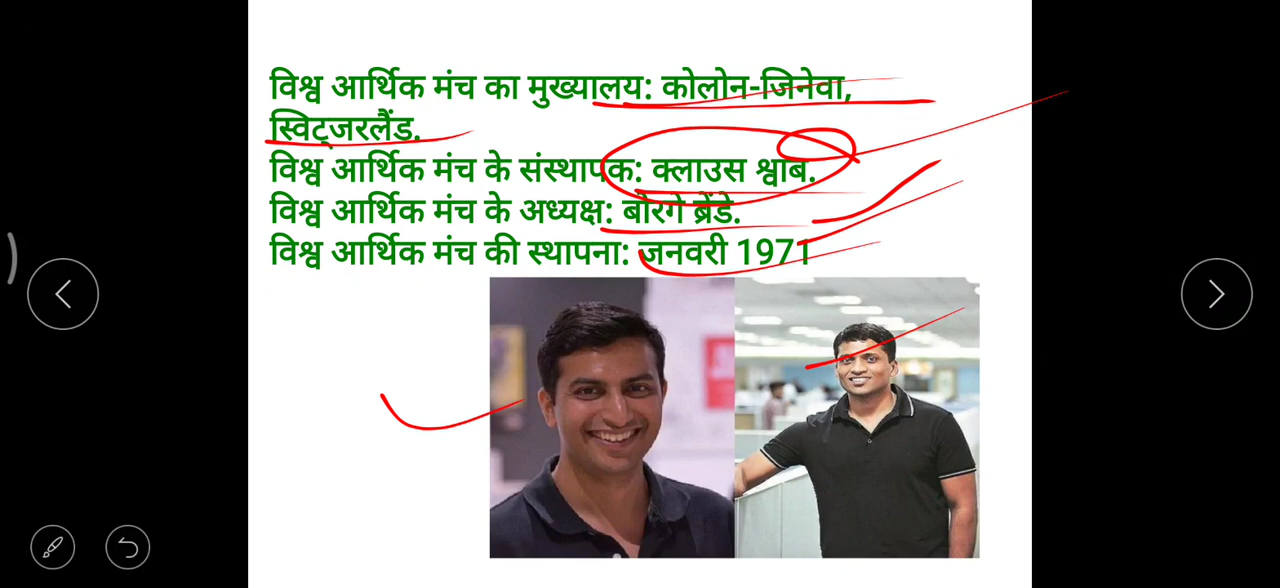 विश्व आर्थिक मंच का मुख्यालय: कोलोन-जिनेवा,
स्विट्जरलैंड.
विश्व आर्थिक मंच के संस्थापक: क्लाउस श्वाब.
विश्व आर्थिक मंच के अध्यक्ष: बोरगे ब्रेंडे.
विश्व आर्थिक मंच की स्थापना: जनवरी 1971